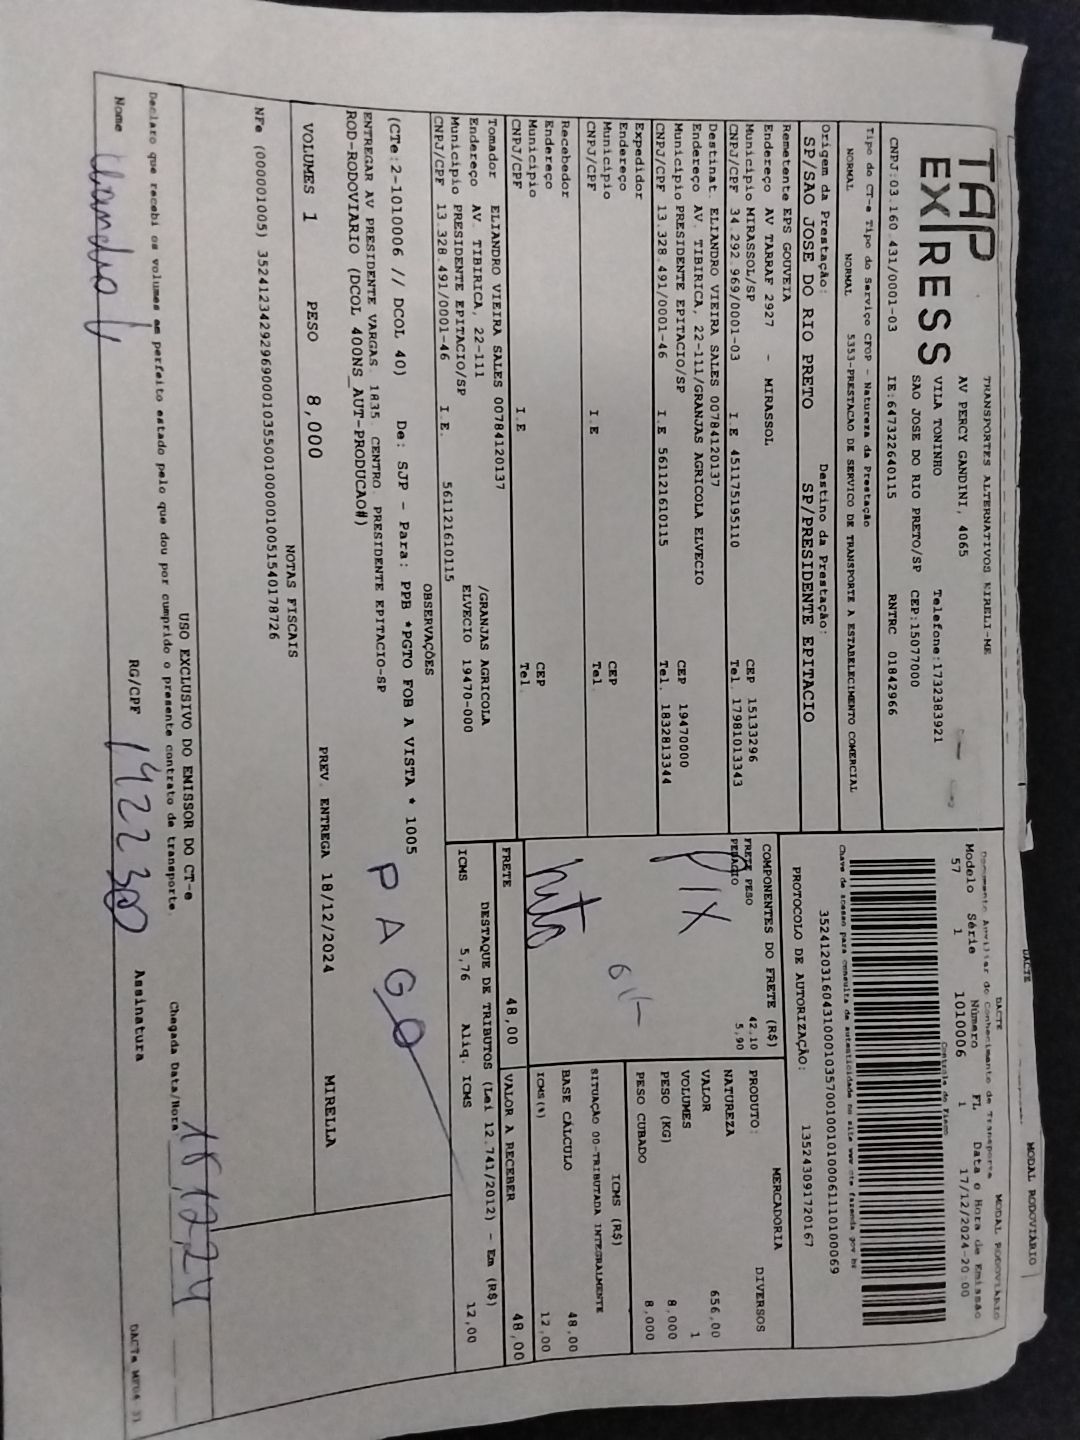 DACTE
MODAL RODOVIÁRIO
TAP EXPRESS
TRANSPORTES ALTERNATIVOS EIRELI-ME
AV PERCY GANDINI, 4065
VILA TONINHO Telefone:1732383921
SAO JOSE DO RIO PRETO/SP CEP:15077000
CNPJ:03.160.431/0001-03 IE:647322640115 RNTRC 01842966
DACTE MODAL RODOVIÁRIO
Documento Auxiliar do Conhecimento de Transporte
Modelo Série Número FL Data e Hora de Emissão
57 1 1010006 1 17/12/2024-20:00
Controle do Fisco
Chave de acesso para consulta de autenticidade no site www.cte.fazenda.gov.br
35241203160431000103570010010100061110100069
PROTOCOLO DE AUTORIZAÇÃO: 135243091720167
Tipo do CT-e Tipo do Serviço CFOP - Natureza da Prestação
NORMAL NORMAL 5353-PRESTACAO DE SERVICO DE TRANSPORTE A ESTABELECIMENTO COMERCIAL
Origem da Prestação: Destino da Prestação:
SP/SAO JOSE DO RIO PRETO SP/PRESIDENTE EPITACIO
Remetente EPS GOUVEIA
Endereço AV TARRAF 2927 - MIRASSOL
Município MIRASSOL/SP CEP 15133296
CNPJ/CPF 34.292.969/0001-03 I.E 451175195110 Tel. 17981013343
Destinat. ELIANDRO VIEIRA SALES 00784120137
Endereço AV. TIBIRICA, 22-111/GRANJAS AGRICOLA ELVECIO
Município PRESIDENTE EPITACIO/SP CEP 19470000
CNPJ/CPF 13.328.491/0001-46 I.E 561121610115 Tel. 1832813344
Expedidor
Endereço
Município CEP
CNPJ/CPF I.E Tel.
Recebedor
Endereço
Município CEP
CNPJ/CPF I.E Tel.
Tomador ELIANDRO VIEIRA SALES 00784120137 /GRANJAS AGRICOLA
Endereço AV. TIBIRICA, 22-111 ELVECIO 19470-000
Município PRESIDENTE EPITACIO/SP
CNPJ/CPF 13.328.491/0001-46 I.E. 561121610115
COMPONENTES DO FRETE (R$)
FRETE PESO 42,10
PEDAGIO 5,90
PIX
FRETE 48,00
MERCADORIA
PRODUTO: DIVERSOS
NATUREZA
VALOR 656,00
VOLUMES 1
PESO (KG) 8,000
PESO CUBADO 8,000
ICMS (R$)
SITUAÇÃO 00-TRIBUTADA INTEGRALMENTE
BASE CÁLCULO 48,00
ICMS(%) 12,00
VALOR A RECEBER 48,00
DESTAQUE DE TRIBUTOS (Lei 12.741/2012) - Em (R$)
ICMS 5,76 Aliq. ICMS 12,00
OBSERVAÇÕES
(CTe:2-1010006 // DCOL 40) De: SJP - Para: PPB *PGTO FOB A VISTA * 1005
ENTREGAR AV PRESIDENTE VARGAS. 1835. CENTRO. PRESIDENTE EPITACIO-SP
ROD-RODOVIARIO (DCOL 400NS_AUT-PRODUCAO#)
PAGO
VOLUMES 1 PESO 8,000 PREV. ENTREGA 18/12/2024 MIRELLA
NOTAS FISCAIS
NFe (000001005) 35241234292969000103550010000010051540178726
USO EXCLUSIVO DO EMISSOR DO CT-e
Declaro que recebi os volumes em perfeito estado pelo que dou por cumprido o presente contrato de transporte. Chegada Data/Hora 18/12/24
Nome RG/CPF 1422300 Assinatura